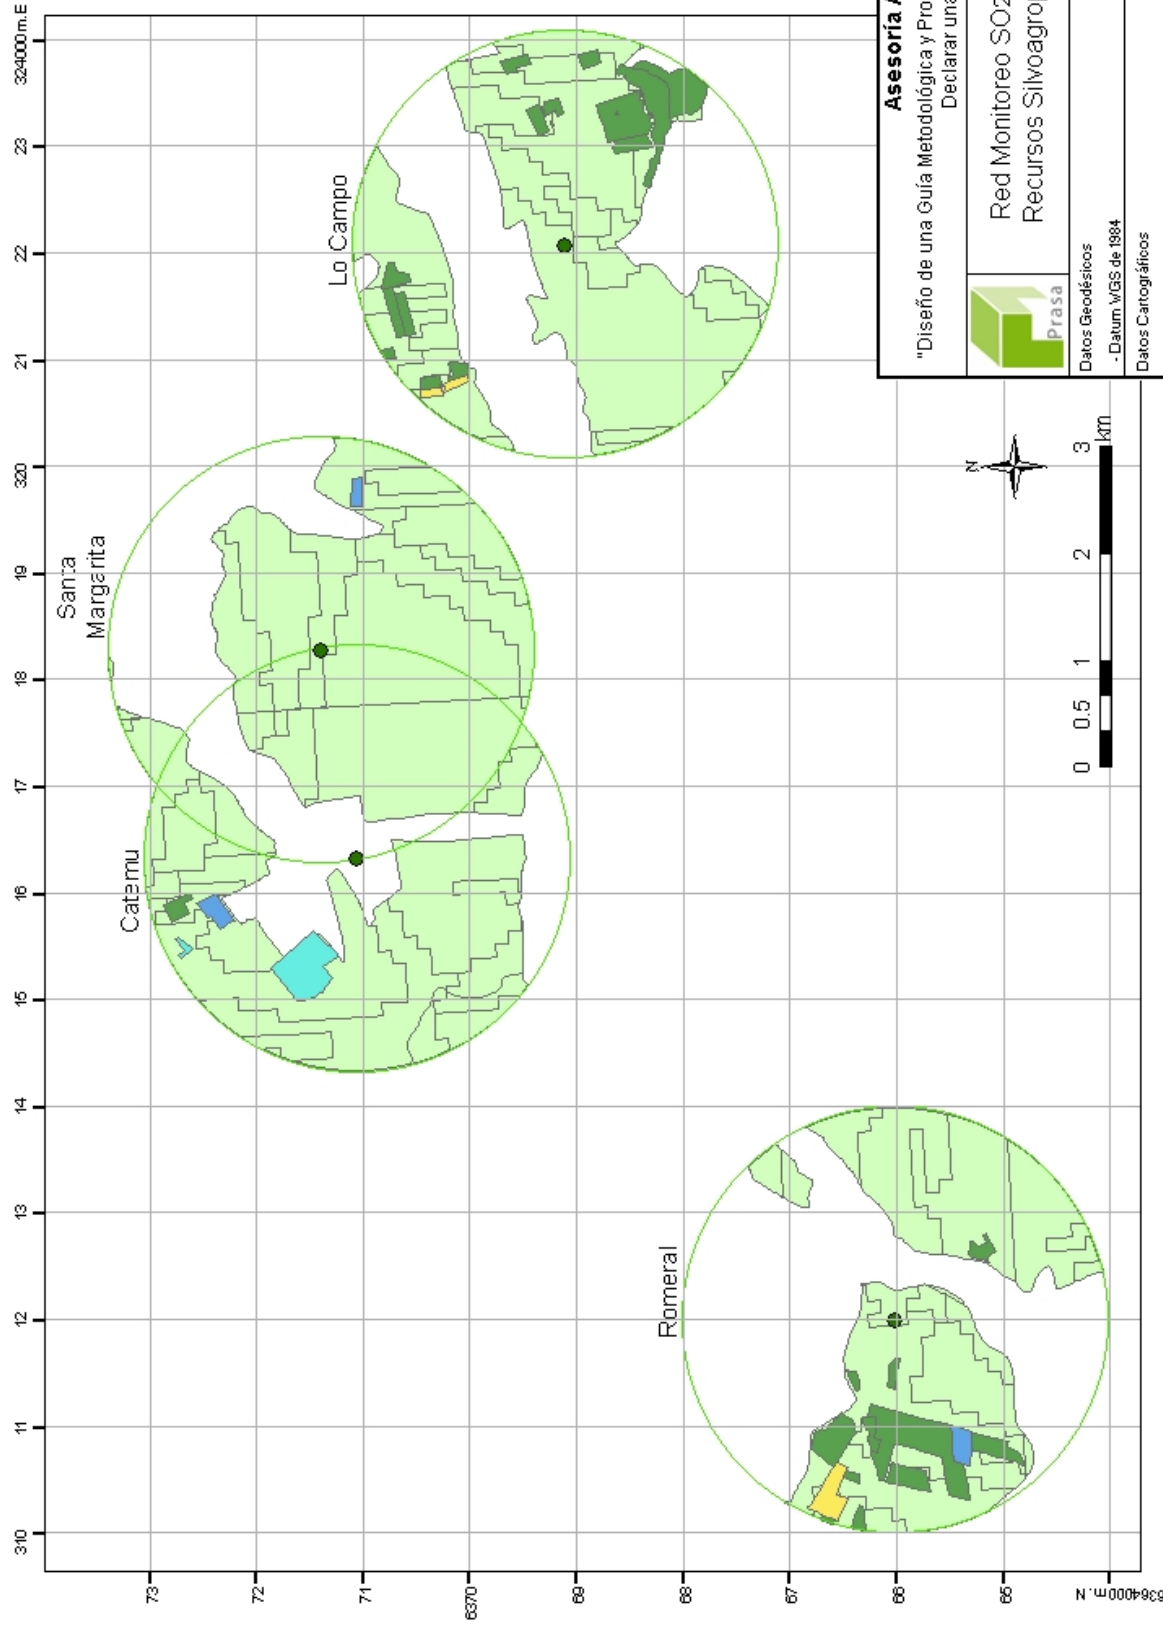 324000m.E
23
22
21
320
19
18
17
16
15
14
13
12
11
310
73
72
71
6370
69
68
67
66
65
6364000m.N
Lo Campo
Santa
Margarita
Catemu
Romeral
N
0 0.5 1 2 3
km
Asesoría A
"Diseño de una Guía Metodológica y Pro
Declarar una
Red Monitoreo SO2
Recursos Silvoagrop
Prasa
Datos Geodésicos
- Datum WGS de 1984
Datos Cartográficos